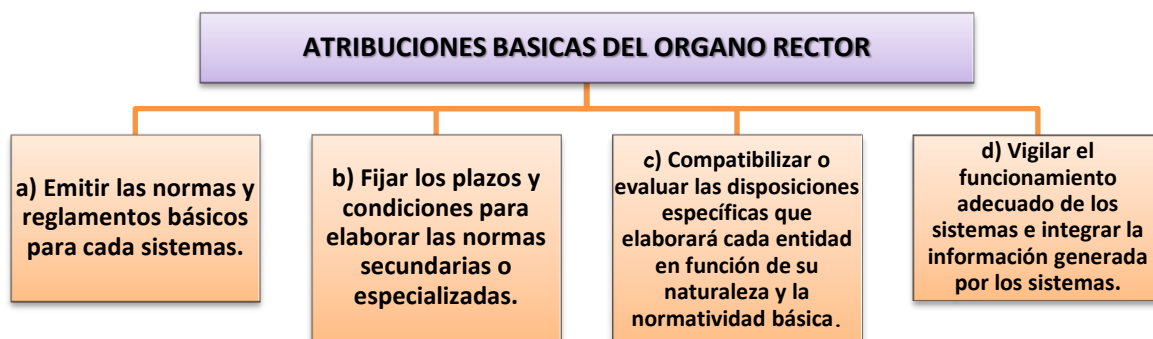 ATRIBUCIONES BASICAS DEL ORGANO RECTOR
a) Emitir las normas y
reglamentos básicos
para cada sistemas.
b) Fijar los plazos y
condiciones para
elaborar las normas
secundarias o
especializadas.
c) Compatibilizar o
evaluar las disposiciones
específicas que
elaborará cada entidad
en función de su
naturaleza y la
normatividad básica.
d) Vigilar el
funcionamiento
adecuado de los
sistemas e integrar la
información generada
por los sistemas.